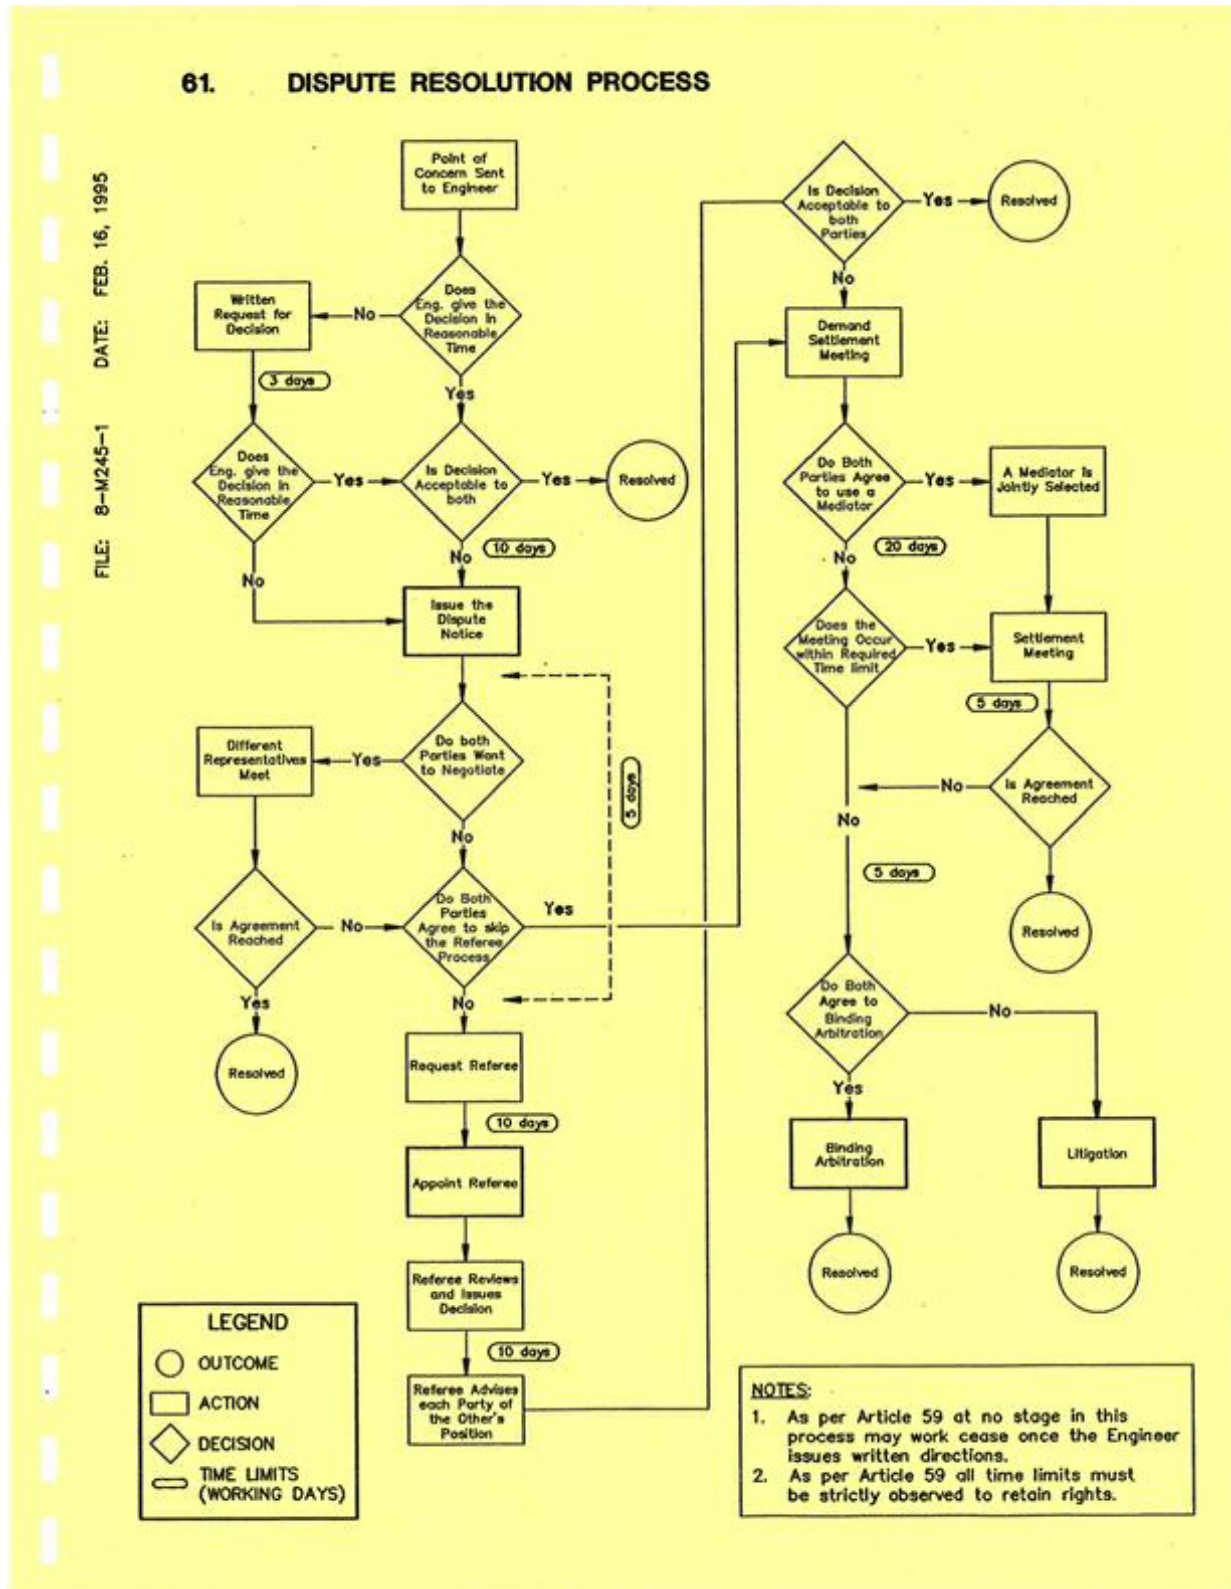 61. DISPUTE RESOLUTION PROCESS
FILE: 8-M245-1 DATE: FEB. 16, 1995
Point of
Concern Sent
to Engineer
Does
Eng. give the
Decision In
Reasonable
Time
No
Written
Request for
Decision
3 days
Yes
Does
Eng. give the
Decision In
Reasonable
Time
Yes
Is Decision
Acceptable to
both
Yes
Resolved
No
No
10 days
Issue the
Dispute
Notice
Do both
Parties Want
to Negotiate
Yes
Different
Representatives
Meet
5 days
No
Is Agreement
Reached
No
Do Both
Parties
Agree to skip
the Referee
Process
Yes
Yes
Resolved
No
Request Referee
10 days
Appoint Referee
Referee Reviews
and Issues
Decision
10 days
Referee Advises
each Party of
the Other's
Position
Is Decision
Acceptable to
both
Parties
Yes
Resolved
No
Demand
Settlement
Meeting
Do Both
Parties Agree
to use a
Mediator
Yes
A Mediator is
Jointly Selected
No
20 days
Does the
Meeting Occur
within Required
Time limit
Yes
Settlement
Meeting
5 days
Is Agreement
Reached
No
No
Resolved
5 days
Do Both
Agree to
Binding
Arbitration
No
Yes
Binding
Arbitration
Litigation
Resolved
Resolved
LEGEND
OUTCOME
ACTION
DECISION
TIME LIMITS
(WORKING DAYS)
NOTES:
1. As per Article 59 at no stage in this
process may work cease once the Engineer
issues written directions.
2. As per Article 59 all time limits must
be strictly observed to retain rights.